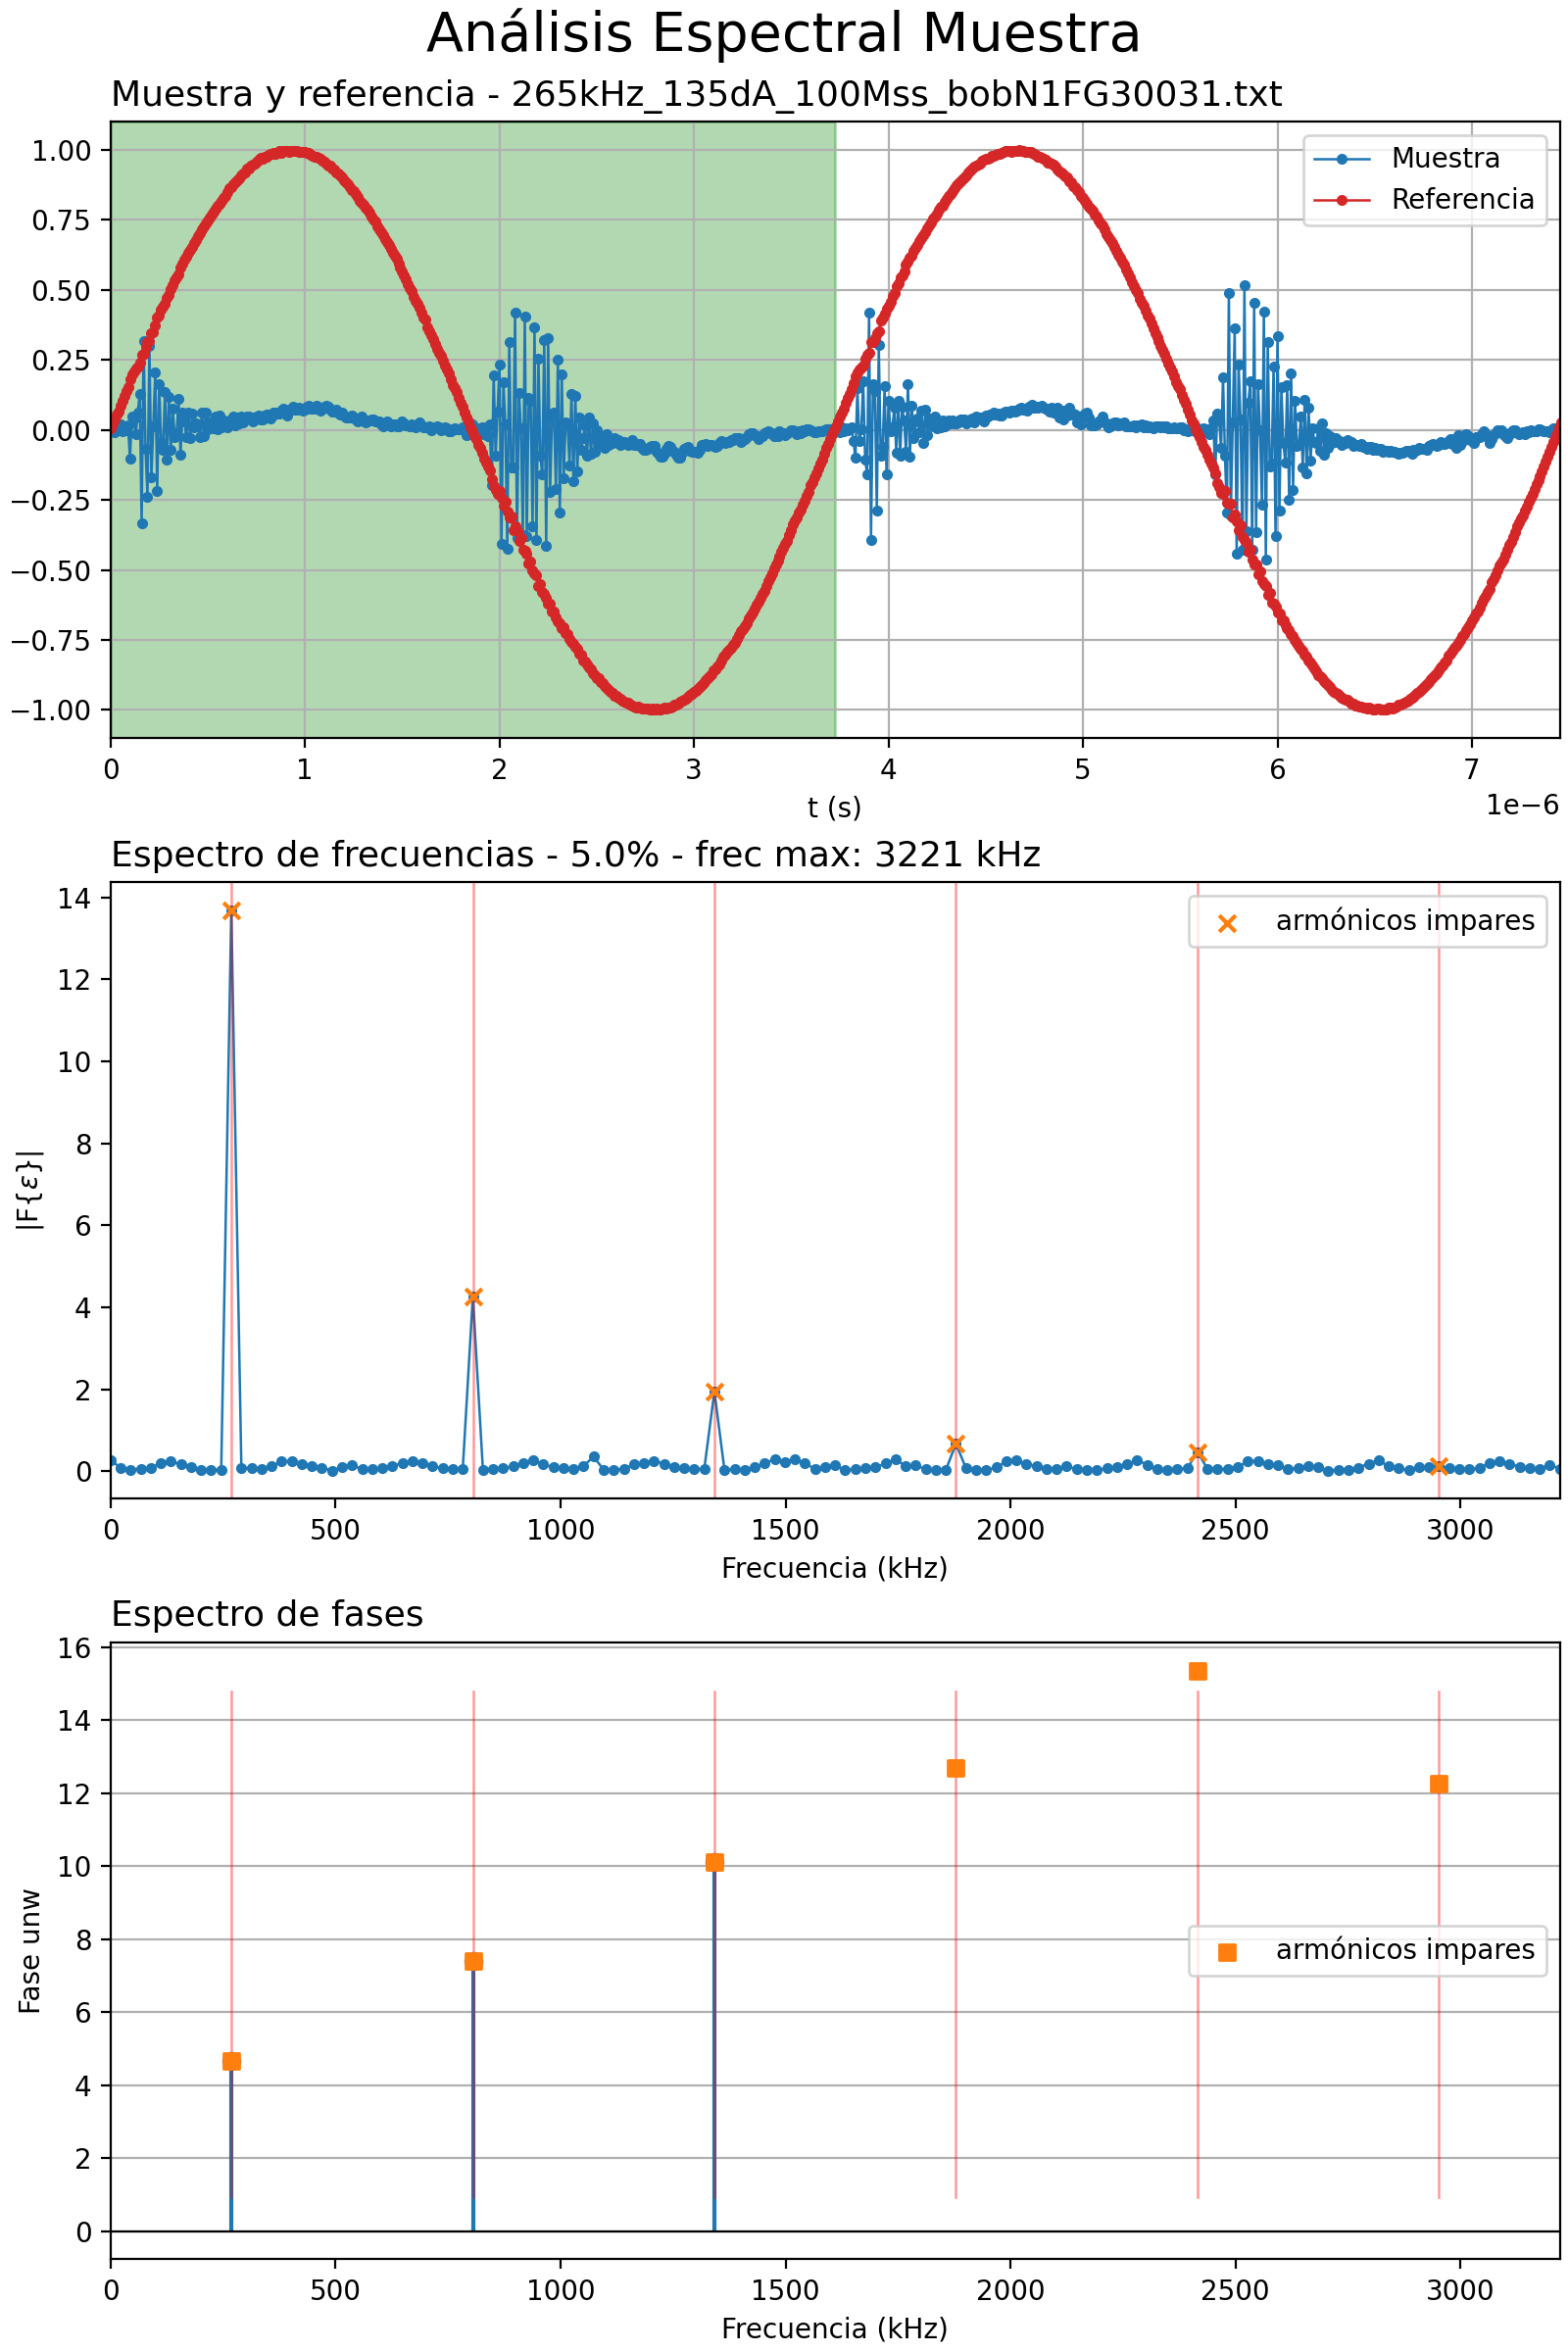 Análisis Espectral Muestra
Muestra y referencia - 265kHz_135dA_100Mss_bobN1FG30031.txt
1.00
0.75
0.50
0.25
0.00
−0.25
−0.50
−0.75
−1.00
Muestra
Referencia
0 1 2 3 4 5 6 7
t (s)
1e−6
Espectro de frecuencias - 5.0% - frec max: 3221 kHz
14
12
10
8
6
4
2
0
|F{ε}|
armónicos impares
0 500 1000 1500 2000 2500 3000
Frecuencia (kHz)
Espectro de fases
16
14
12
10
8
6
4
2
0
Fase unw
armónicos impares
0 500 1000 1500 2000 2500 3000
Frecuencia (kHz)